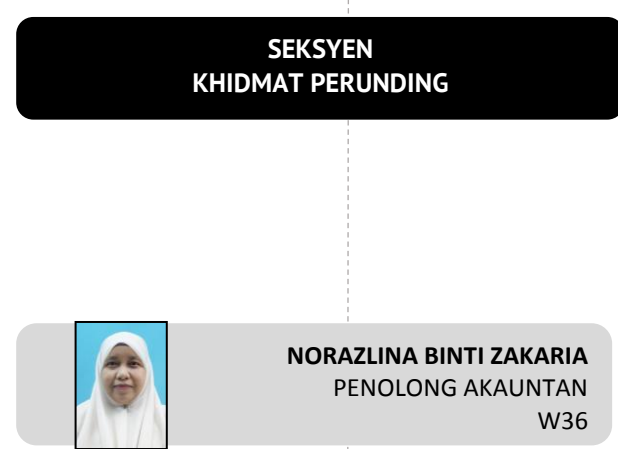 SEKSYEN
KHIDMAT PERUNDING
NORAZLINA BINTI ZAKARIA
PENOLONG AKAUNTAN
W36